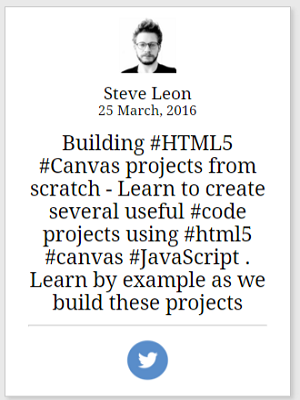 Steve Leon
25 March, 2016
Building #HTML5
#Canvas projects from
scratch - Learn to create
several useful #code
projects using #html5
#canvas #JavaScript .
Learn by example as we
build these projects